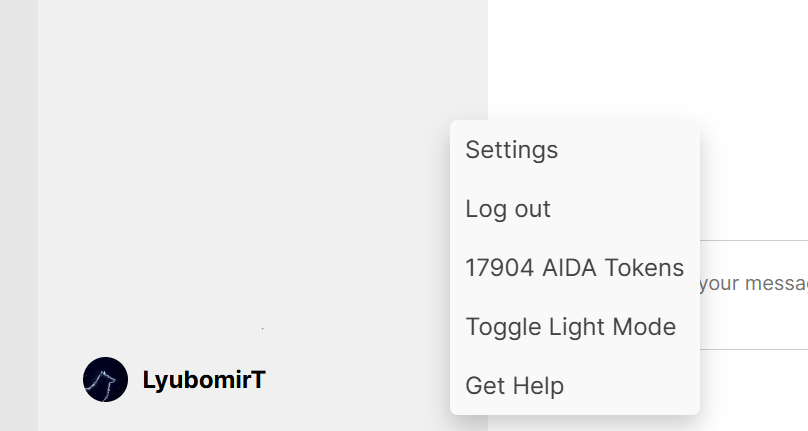 Settings
Log out
17904 AIDA Tokens
your messa
Toggle Light Mode
LyubomirT
Get Help